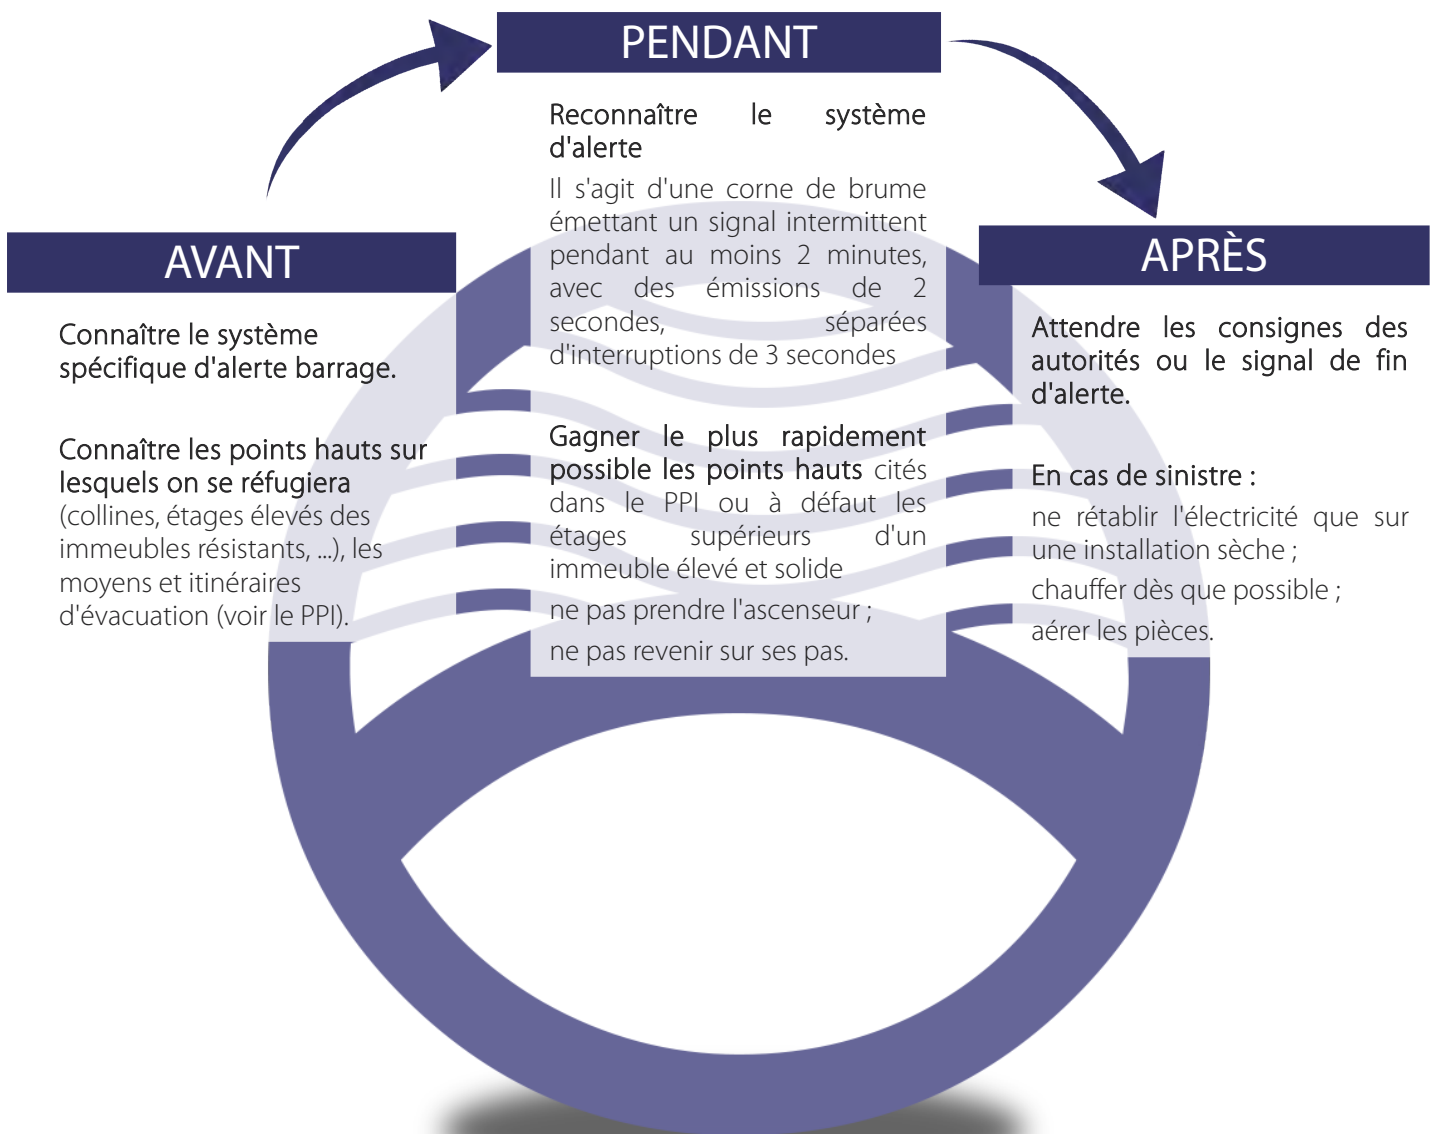 PENDANT
Reconnaître le système
d'alerte
Il s'agit d'une corne de brume
émettant un signal intermittent
pendant au moins 2 minutes,
avec des émissions de 2
secondes, séparées
d'interruptions de 3 secondes
Gagner le plus rapidement
possible les points hauts cités
dans le PPI ou à défaut les
étages supérieurs d'un
immeuble élevé et solide
ne pas prendre l'ascenseur ;
ne pas revenir sur ses pas.
AVANT
Connaître le système
spécifique d'alerte barrage.
Connaître les points hauts sur
lesquels on se réfugiera
(collines, étages élevés des
immeubles résistants, ...), les
moyens et itinéraires
d'évacuation (voir le PPI).
APRÈS
Attendre les consignes des
autorités ou le signal de fin
d'alerte.
En cas de sinistre :
ne rétablir l'électricité que sur
une installation sèche ;
chauffer dès que possible ;
aérer les pièces.